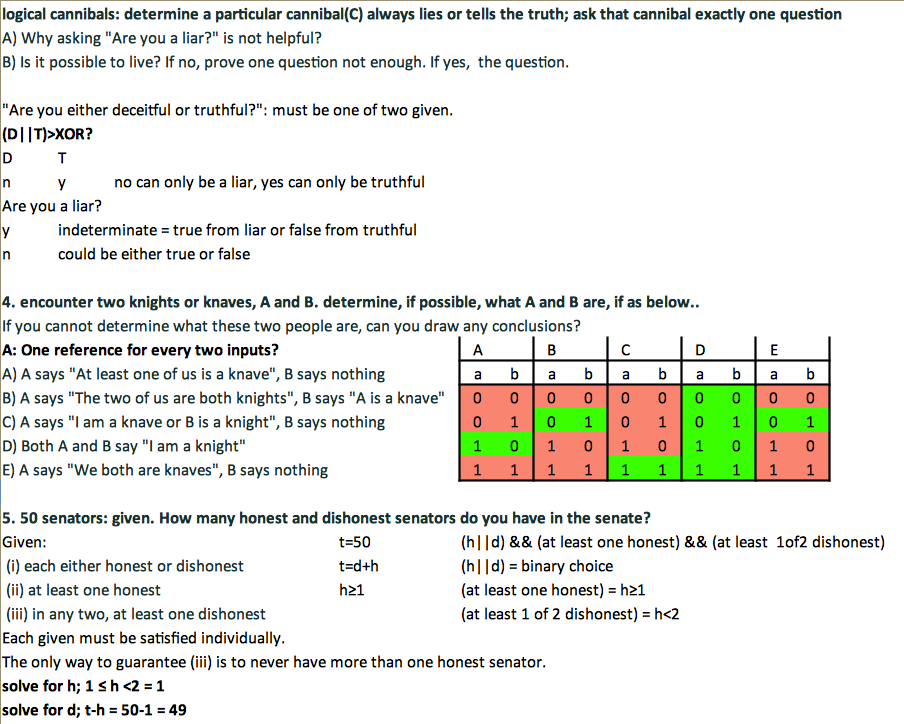 logical cannibals: determine a particular cannibal(C) always lies or tells the truth; ask that cannibal exactly one question
A) Why asking "Are you a liar?" is not helpful?
B) Is it possible to live? If no, prove one question not enough. If yes, the question.
"Are you either deceitful or truthful?": must be one of two given.
(D||T)>XOR?
D T
n y no can only be a liar, yes can only be truthful
Are you a liar?
y indeterminate = true from liar or false from truthful
n could be either true or false
4. encounter two knights or knaves, A and B. determine, if possible, what A and B are, if as below..
If you cannot determine what these two people are, can you draw any conclusions?
A: One reference for every two inputs? A B C D E
A) A says "At least one of us is a knave", B says nothing a b a b a b a b a b
B) A says "The two of us are both knights", B says "A is a knave" 0 0 0 0 0 0 0 0 0 0
C) A says "I am a knave or B is a knight", B says nothing 0 1 0 1 0 1 0 1 0 1
D) Both A and B say "I am a knight" 1 0 1 0 1 0 1 0 1 0
E) A says "We both are knaves", B says nothing 1 1 1 1 1 1 1 1 1 1
5. 50 senators: given. How many honest and dishonest senators do you have in the senate?
Given: t=50 (h||d) && (at least one honest) && (at least 1of2 dishonest)
(i) each either honest or dishonest t=d+h (h||d) = binary choice
(ii) at least one honest h≥1 (at least one honest) = h≥1
(iii) in any two, at least one dishonest (at least 1 of 2 dishonest) = h<2
Each given must be satisfied individually.
The only way to guarantee (iii) is to never have more than one honest senator.
solve for h; 1 ≤ h <2 = 1
solve for d; t-h = 50-1 = 49